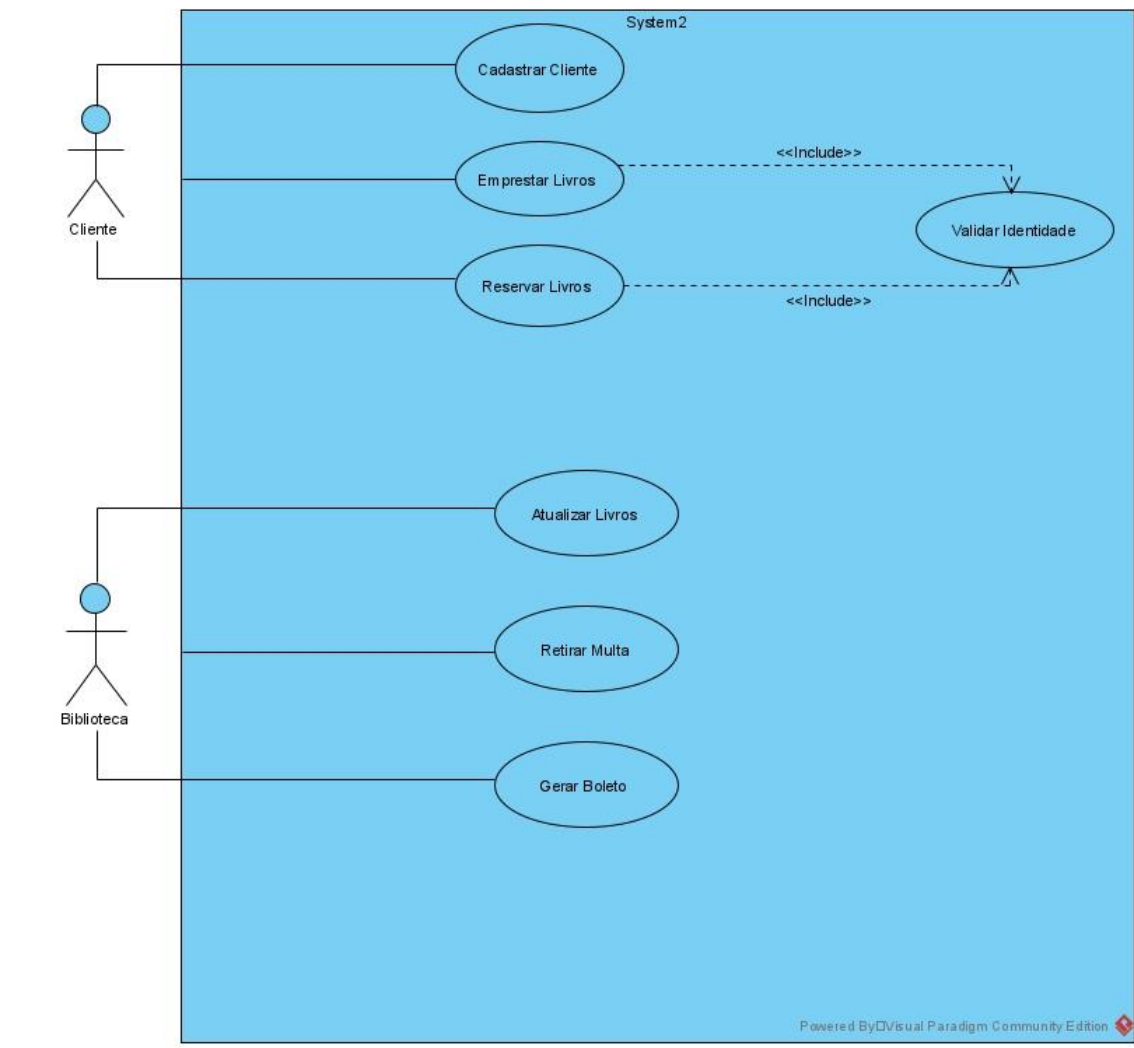 System2
Cadastrar Cliente
<<Include>>
Emprestar Livros
Cliente
Validar Identidade
Reservar Livros
<<Include>>
Atualizar Livros
Retirar Multa
Biblioteca
Gerar Boleto
Powered By□Visual Paradigm Community Edition